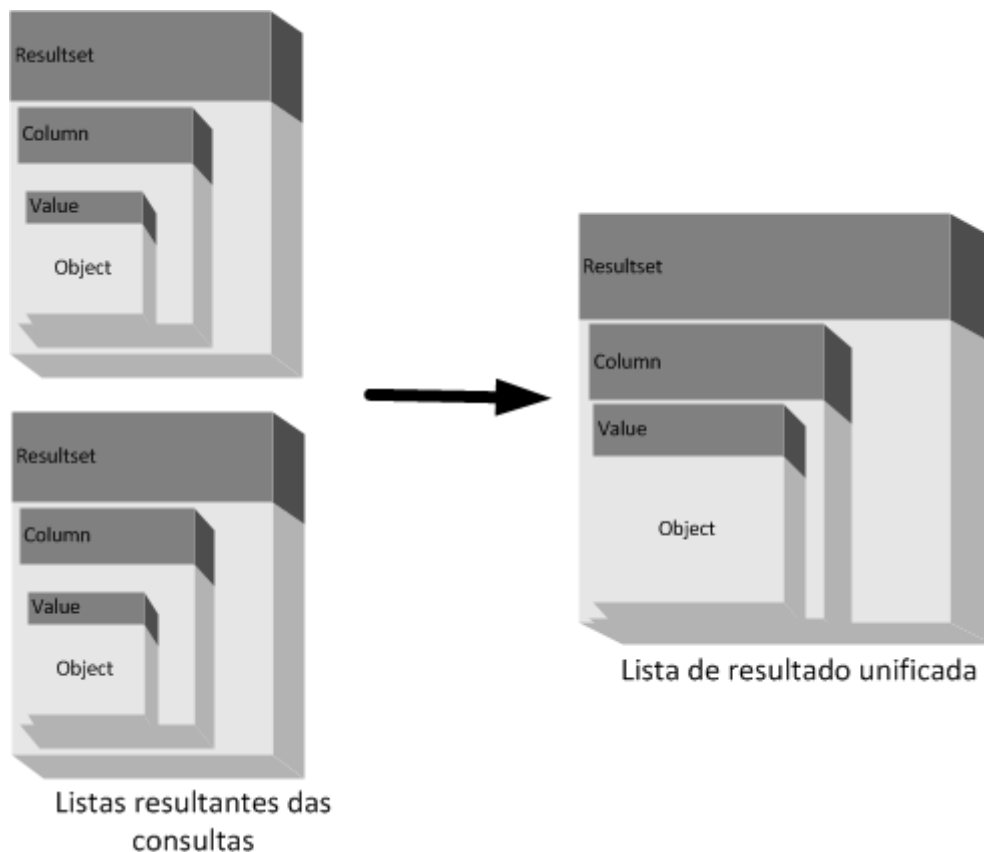 Resultset
Column
Value
Object
Resultset
Column
Value
Object
Listas resultantes das
consultas
Resultset
Column
Value
Object
Lista de resultado unificada